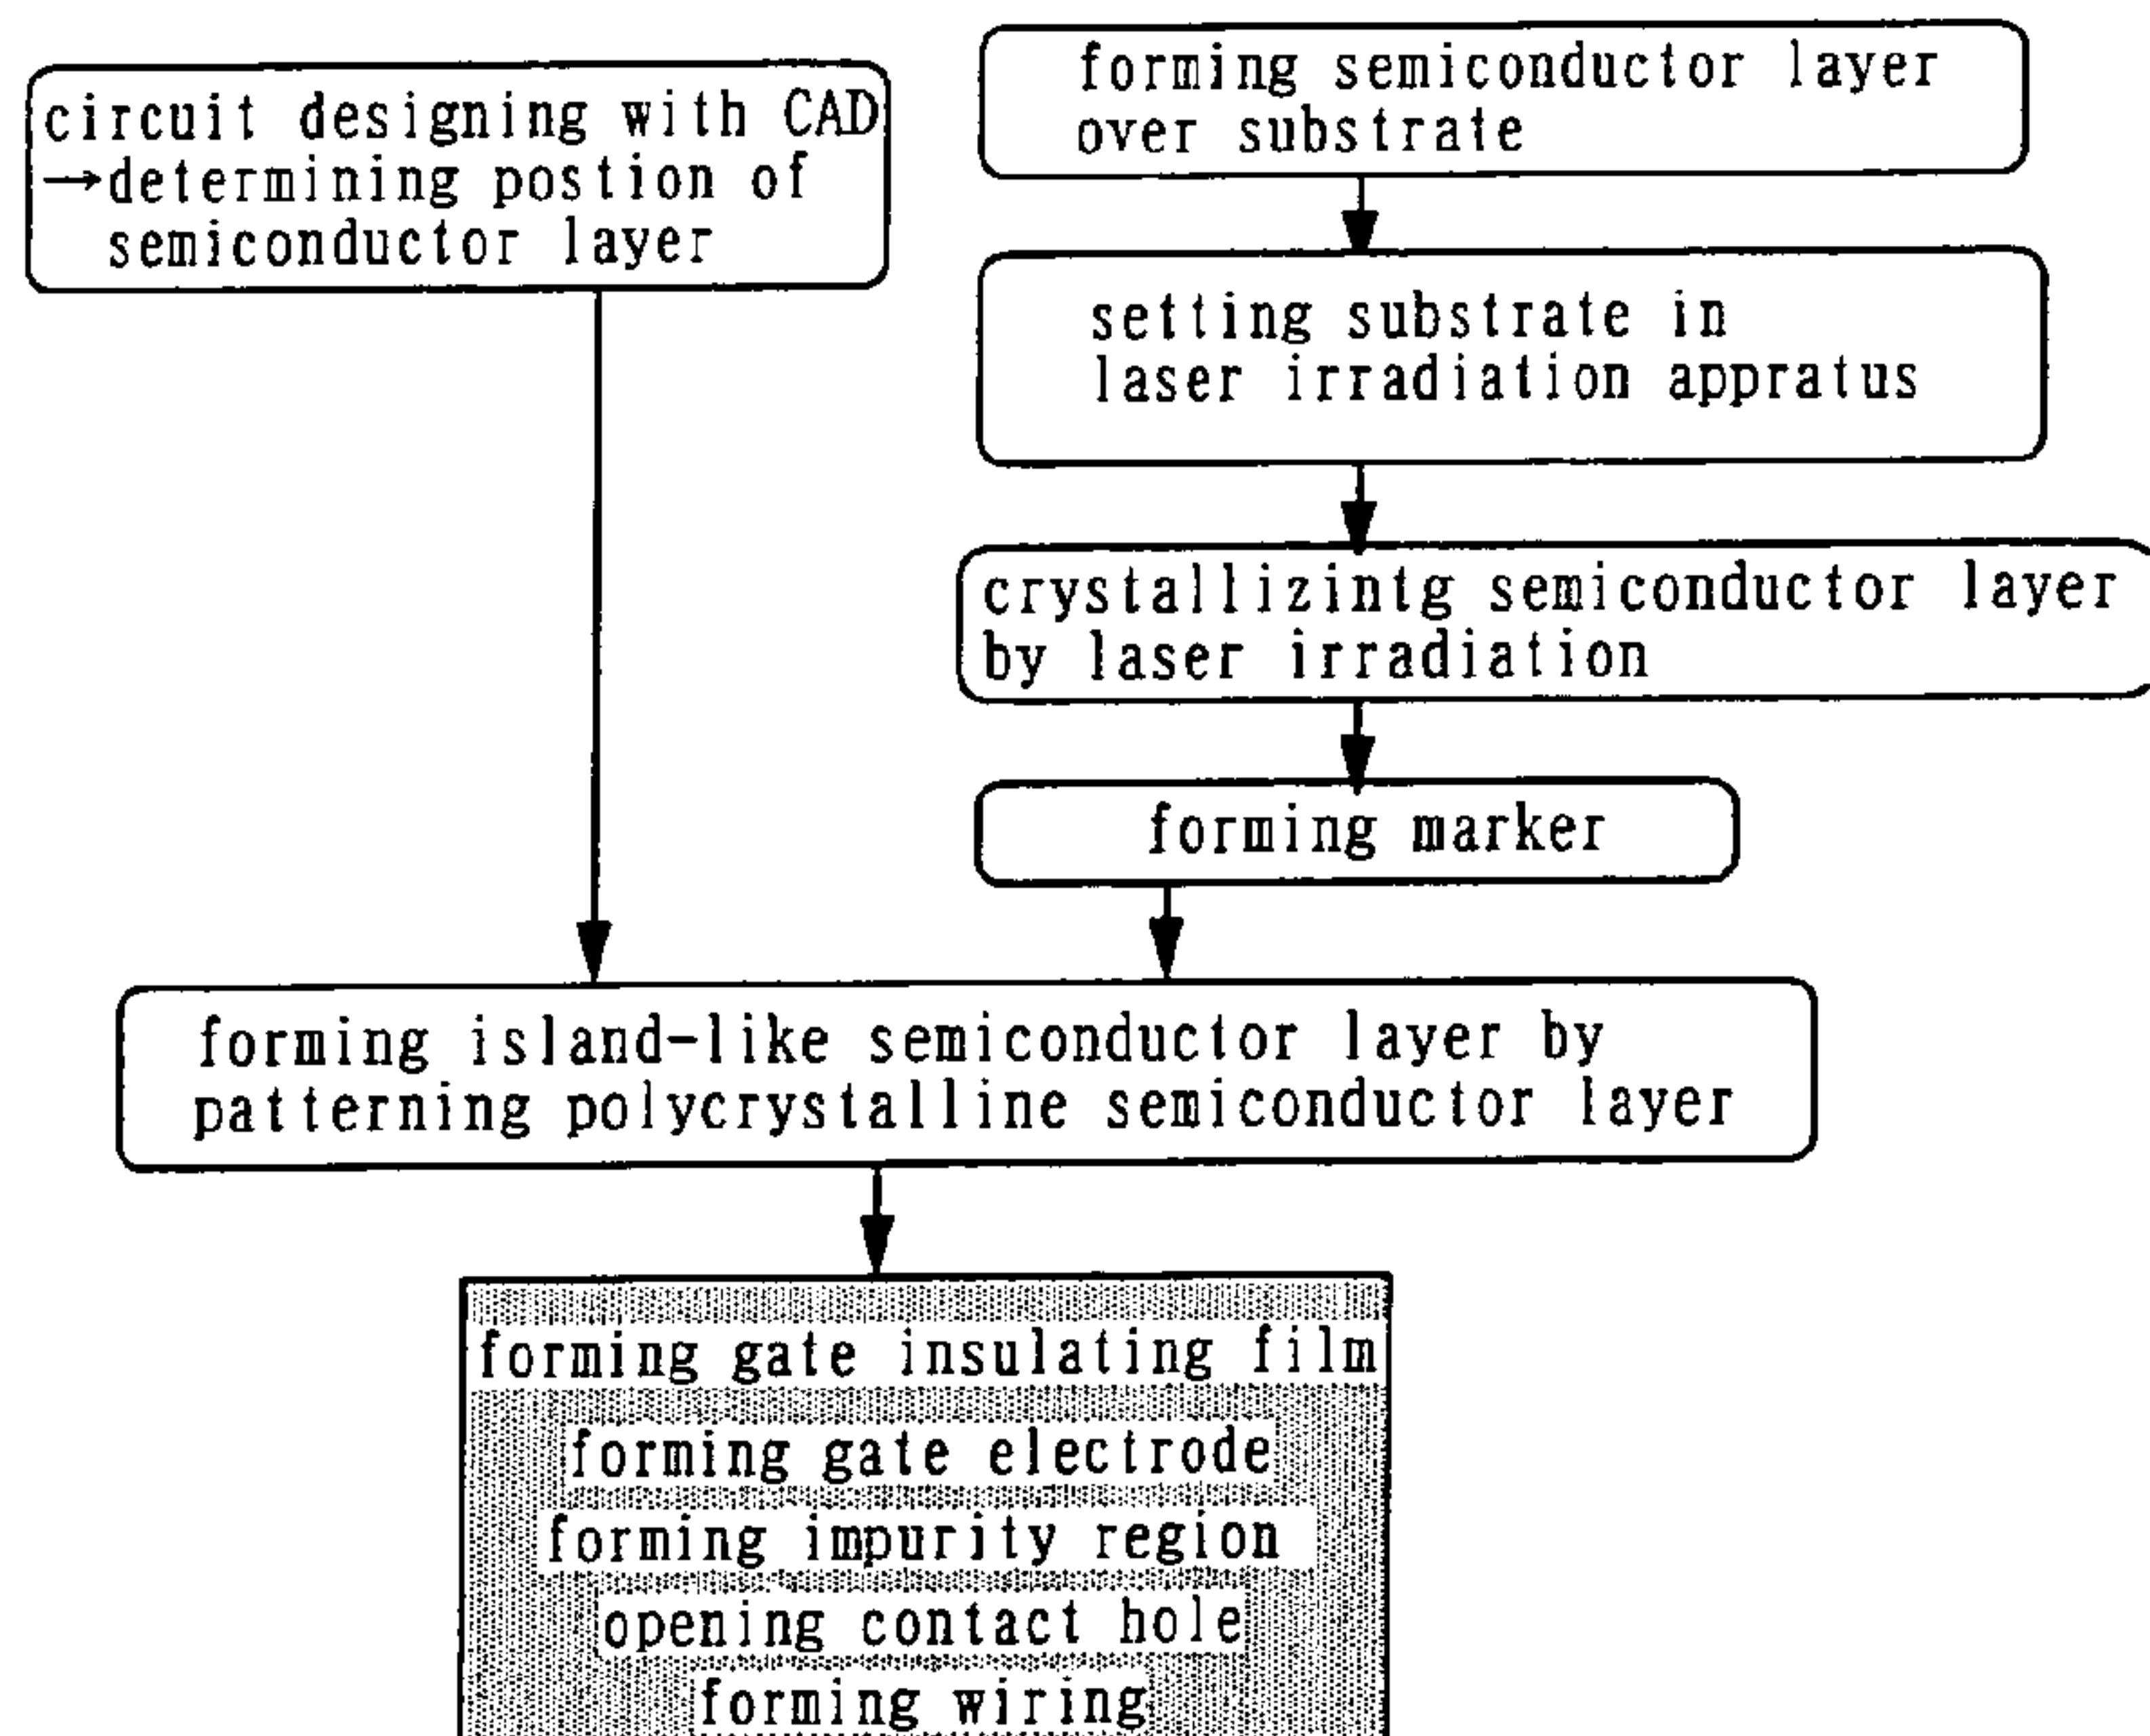 circuit designing with CAD
→determining postion of
semiconductor layer
forming semiconductor layer
over substrate
setting substrate in
laser irradiation appratus
crystallizintg semiconductor layer
by laser irradiation
forming marker
forming island-like semiconductor layer by
patterning polycrystalline semiconductor layer
forming gate insulating film
forming gate electrode
forming impurity region
opening contact hole
forming wiring